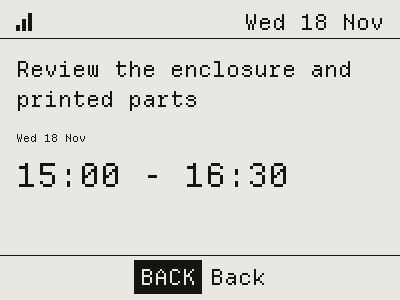 Wed 18 Nov
Review the enclosure and
printed parts
Wed 18 Nov
15:00 - 16:30
BACK Back